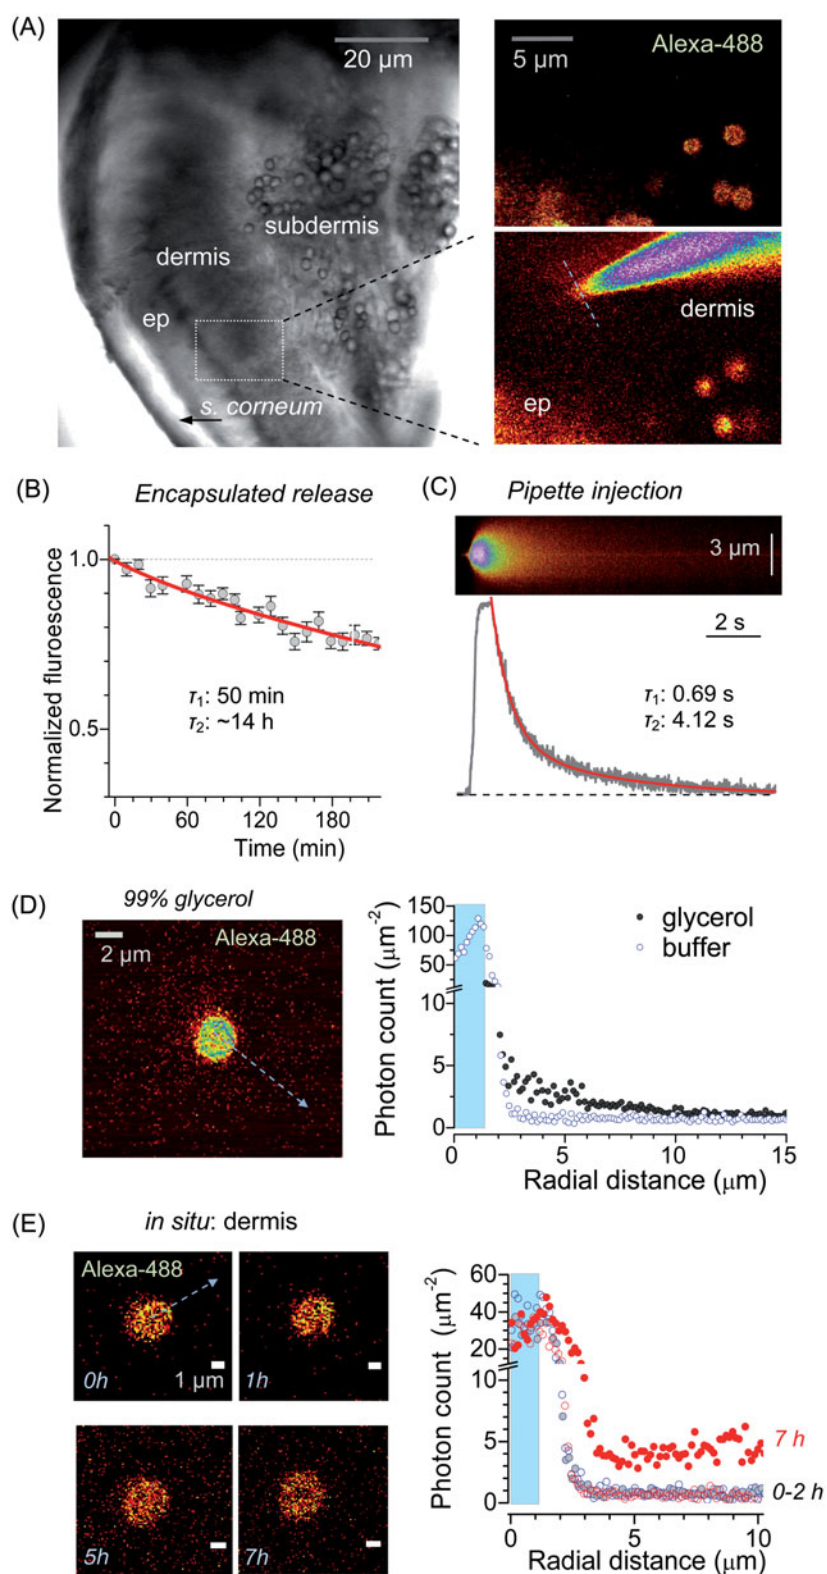 (A)
20 µm
dermis
subdermis
ep
s. corneum
5 µm
Alexa-488
dermis
ep
(B)
Encapsulated release
Normalized fluroescence
1.0
0.5
τ1: 50 min
τ2: ~14 h
0
60
120
180
Time (min)
(C)
Pipette injection
3 µm
2 s
τ1: 0.69 s
τ2: 4.12 s
(D)
99% glycerol
2 µm
Alexa-488
Photon count (µm-2)
150
100
50
10
5
0
0
5
10
15
Radial distance (µm)
glycerol
buffer
(E)
in situ: dermis
Alexa-488
0h
1 µm
1h
5h
7h
Photon count (µm-2)
60
40
20
10
5
0
0
5
10
Radial distance (µm)
7 h
0-2 h